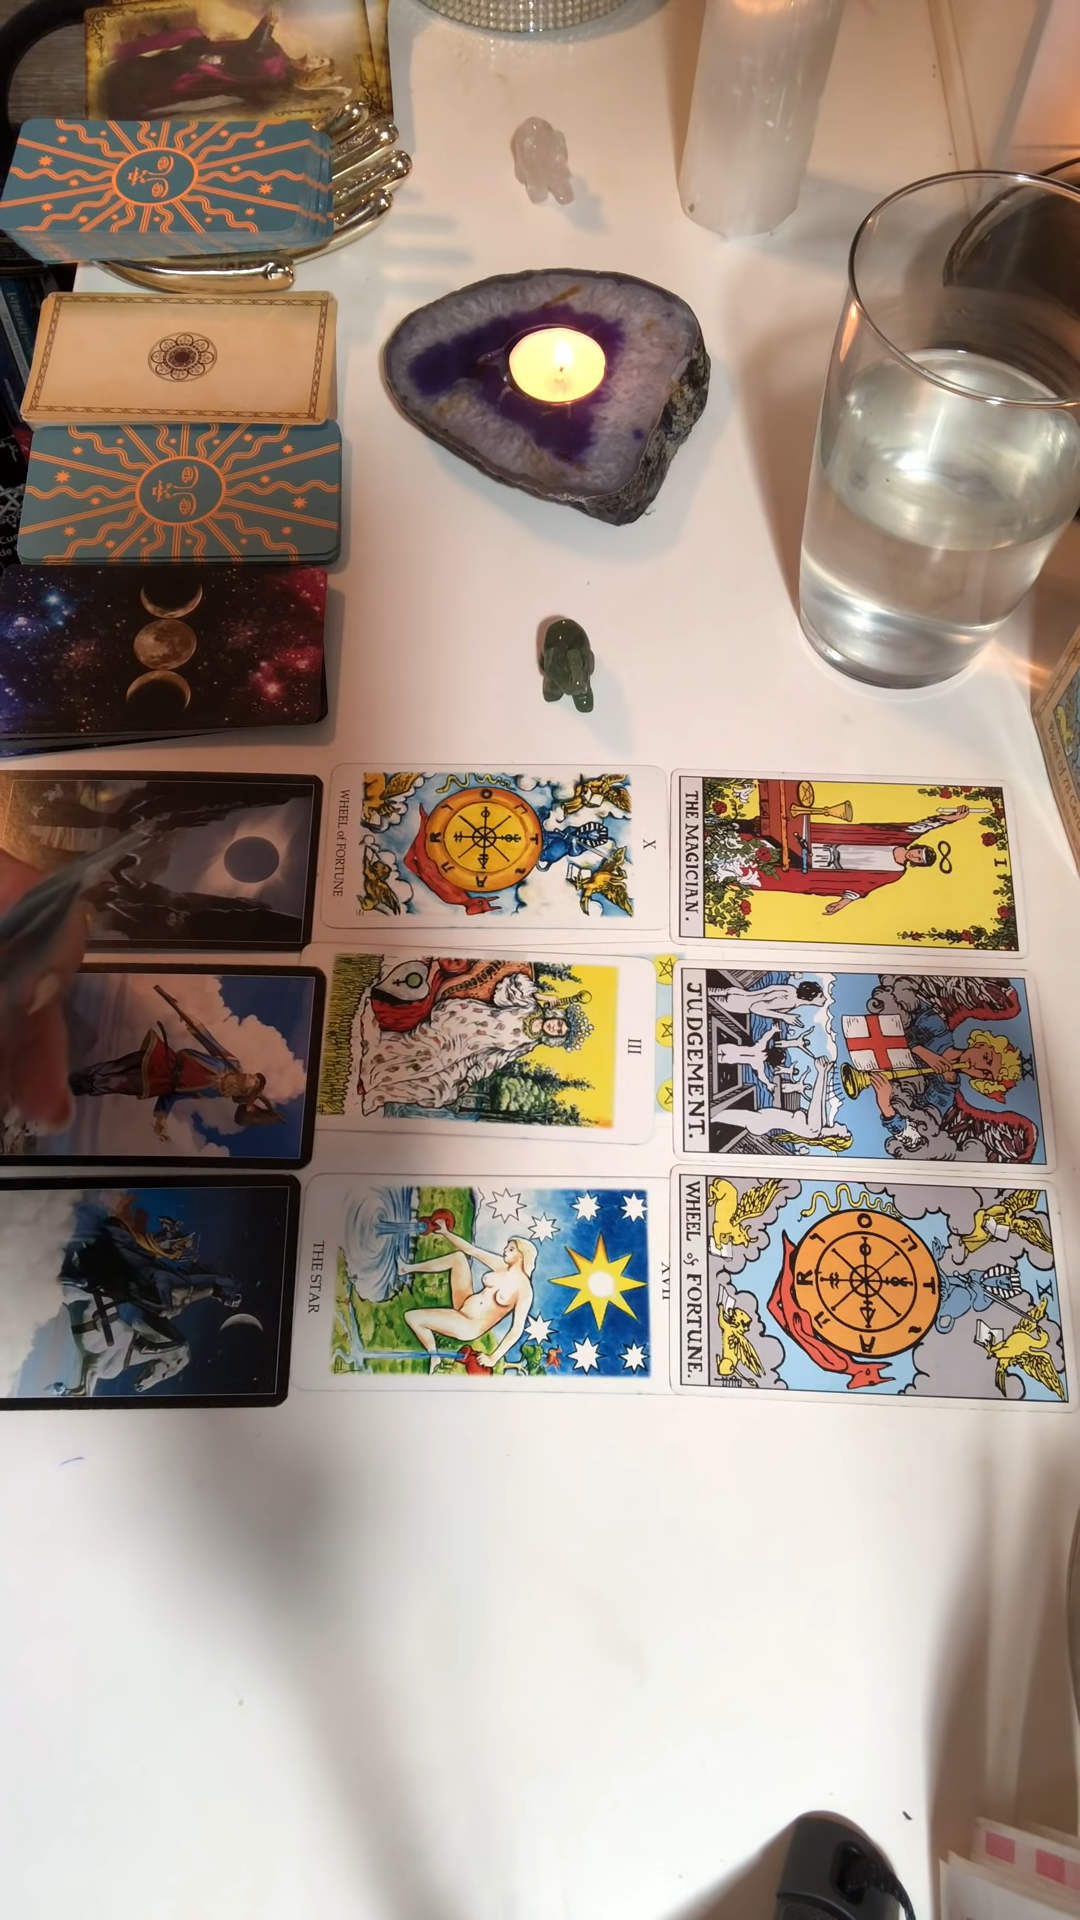 WHEEL of FORTUNE
X
THE MAGICIAN.
I
III
JUDGEMENT.
XX
THE STAR
XVII
WHEEL of FORTUNE.
X